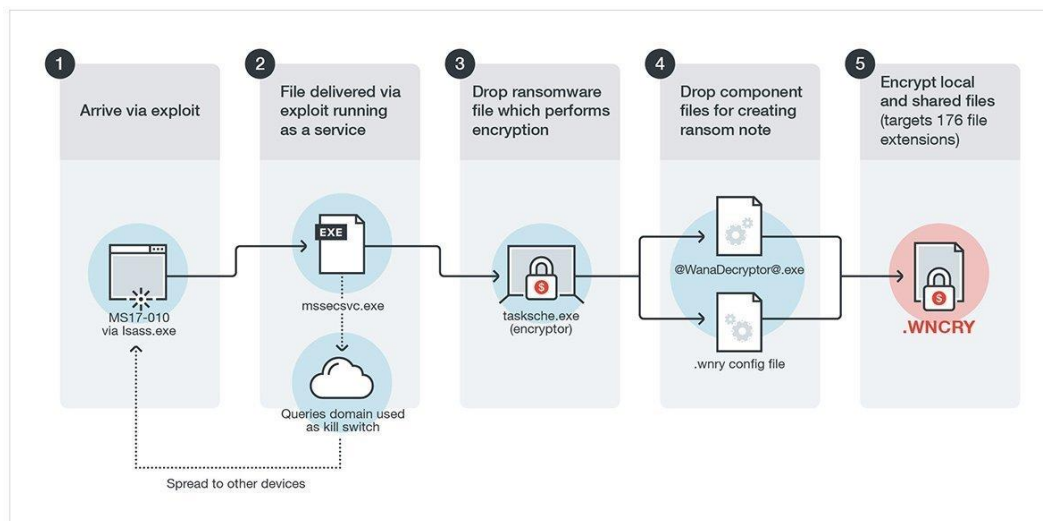 1
Arrive via exploit
MS17-010
via lsass.exe
2
File delivered via
exploit running
as a service
EXE
mssecsvc.exe
Queries domain used
as kill switch
Spread to other devices
3
Drop ransomware
file which performs
encryption
$
tasksche.exe
(encryptor)
4
Drop component
files for creating
ransom note
@WanaDecryptor@.exe
.wnry config file
5
Encrypt local
and shared files
(targets 176 file
extensions)
$
.WNCRY